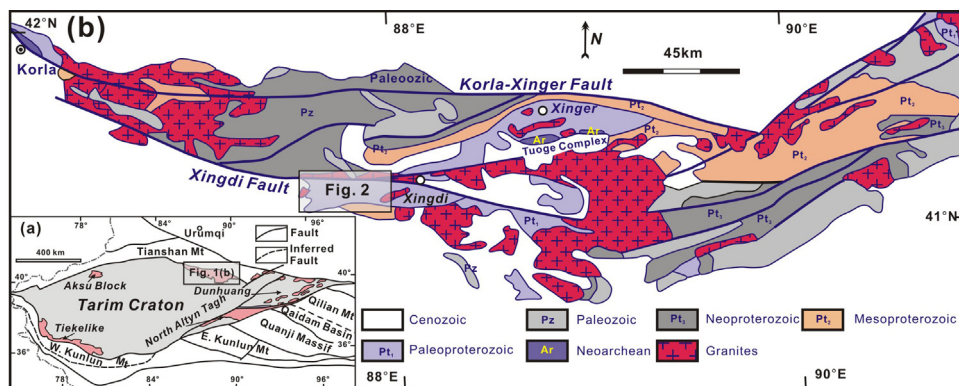 42°N
(b)
88°E
N
90°E
45km
Pt₁
Korla
Paleoozic
Korla-Xinger Fault
Pz
Xinger
Pt₂
Pt₂
Pt₂
Pt₂
Ar
Ar
Tuoge Complex
Pt₂
Xingdi Fault
Fig. 2
Xingdi
Pt₁
Pt₁
Pt₃
41°N
Pz
(a)
78°
84°
90°
96°
Urumqi
Fault
Inferred
Fault
400 km
Tianshan Mt
40°
Fig. 1(b)
40°
Aksu Block
Dunhuang
Tarim Craton
North Altyn Tagh
Qilian Mt
Qaidam Basin
Quanji Massif
Tiekelike
E. Kunlun Mt
W. Kunlun Mt
36°
36°
78°
84°
90°
96°
Cenozoic
Pz Paleozoic
Pt₃ Neoproterozoic
Pt₂ Mesoproterozoic
Pt₁ Paleoproterozoic
Ar Neoarchean
Granites
88°E
90°E